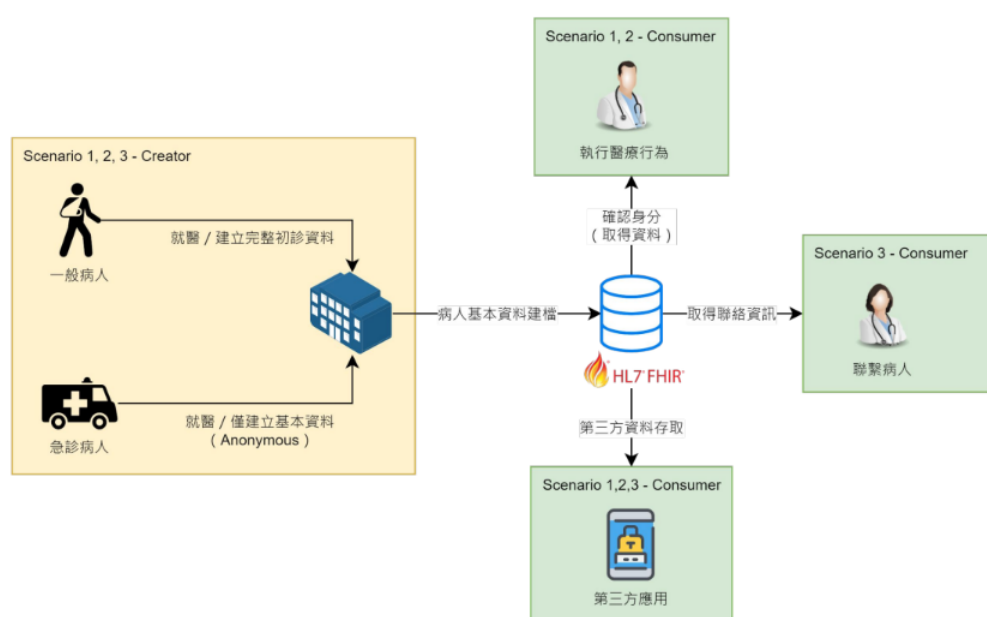 Scenario 1, 2 - Consumer
執行醫療行為
Scenario 1, 2, 3 - Creator
一般病人
就醫 / 建立完整初診資料
急診病人
就醫 / 僅建立基本資料
( Anonymous )
病人基本資料建檔
確認身分
( 取得資料 )
HL7 FHIR
取得聯絡資訊
Scenario 3 - Consumer
聯繫病人
第三方資料存取
Scenario 1,2,3 - Consumer
第三方應用